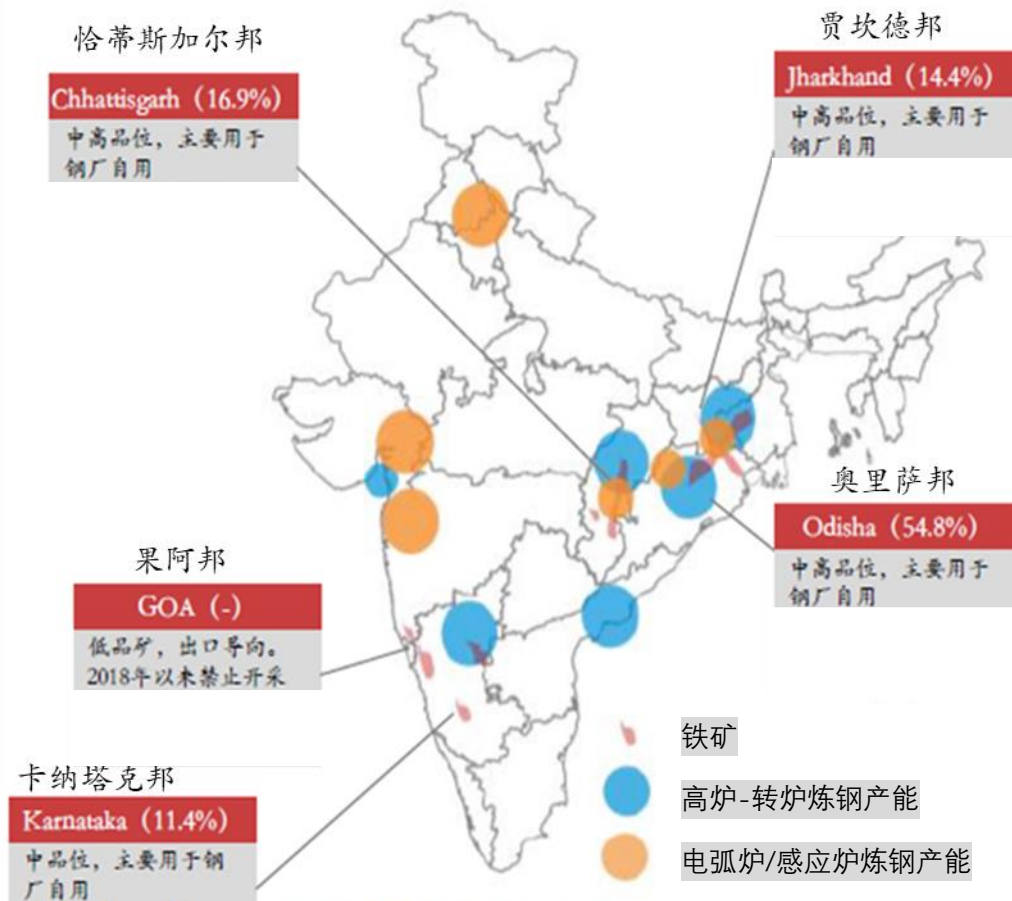 恰蒂斯加尔邦
Chhattisgarh (16.9%)
中高品位，主要用于
钢厂自用
贾坎德邦
Jharkhand (14.4%)
中高品位，主要用于
钢厂自用
奥里萨邦
Odisha (54.8%)
中高品位，主要用于
钢厂自用
果阿邦
GOA (-)
低品矿，出口导向。
2018年以来禁止开采
卡纳塔克邦
Karnataka (11.4%)
中品位，主要用于钢
厂自用
铁矿
高炉-转炉炼钢产能
电弧炉/感应炉炼钢产能